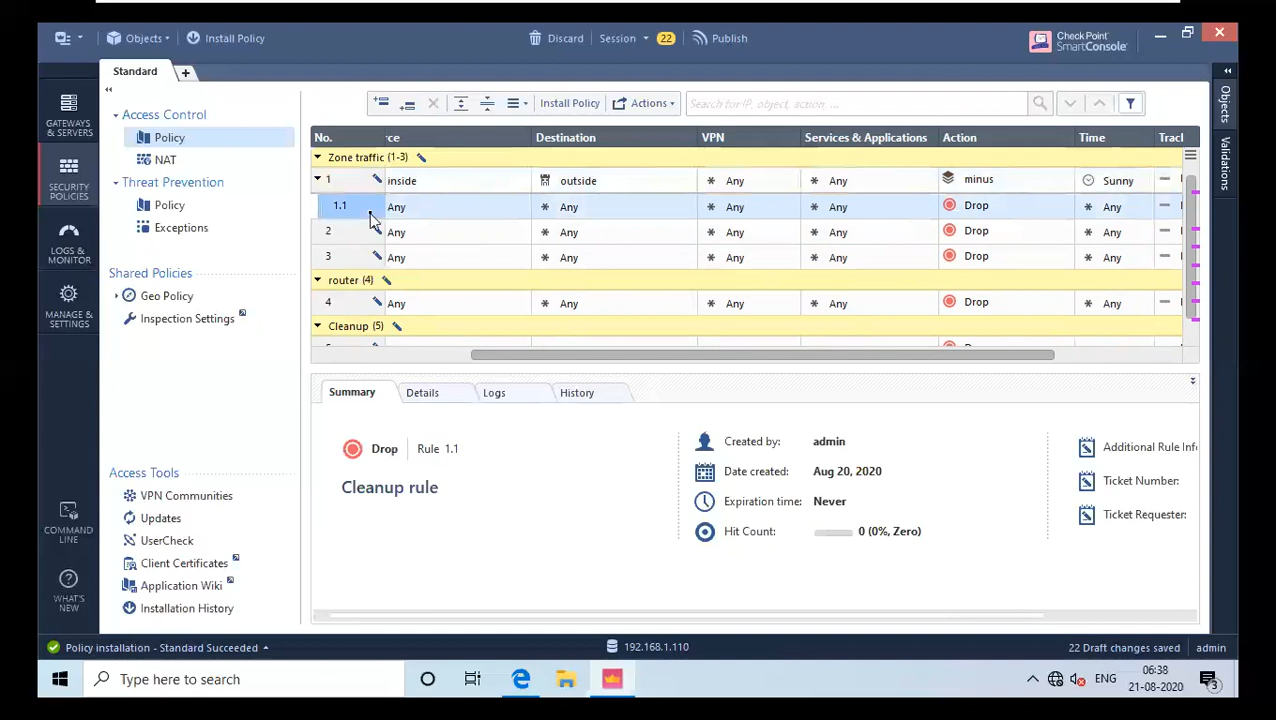 Objects
Install Policy
Discard
Session
22
Publish
Check Point
SmartConsole
Standard
GATEWAYS & SERVERS
SECURITY POLICIES
LOGS & MONITOR
MANAGE & SETTINGS
COMMAND LINE
WHAT'S NEW
Access Control
Policy
NAT
Threat Prevention
Policy
Exceptions
Shared Policies
Geo Policy
Inspection Settings
Access Tools
VPN Communities
Updates
UserCheck
Client Certificates
Application Wiki
Installation History
Install Policy
Actions
Search for IP, object, action, ...
No. ce Destination VPN Services & Applications Action Time Track
Zone traffic (1-3)
1 inside outside Any Any minus Sunny
1.1 Any Any Any Any Drop
2 Any Any Any Any Drop
3 Any Any Any Any Drop Any
router (4)
4 Any Any Any Any Drop Any
Cleanup (5)
Summary Details Logs History
Drop Rule 1.1
Cleanup rule
Created by: admin
Date created: Aug 20, 2020
Expiration time: Never
Hit Count: 0 (0%, Zero)
Additional Rule Info
Ticket Number:
Ticket Requester:
Objects
Validations
Policy installation - Standard Succeeded
192.168.1.110
22 Draft changes saved
admin
Type here to search
ENG
06:38
21-08-2020
3